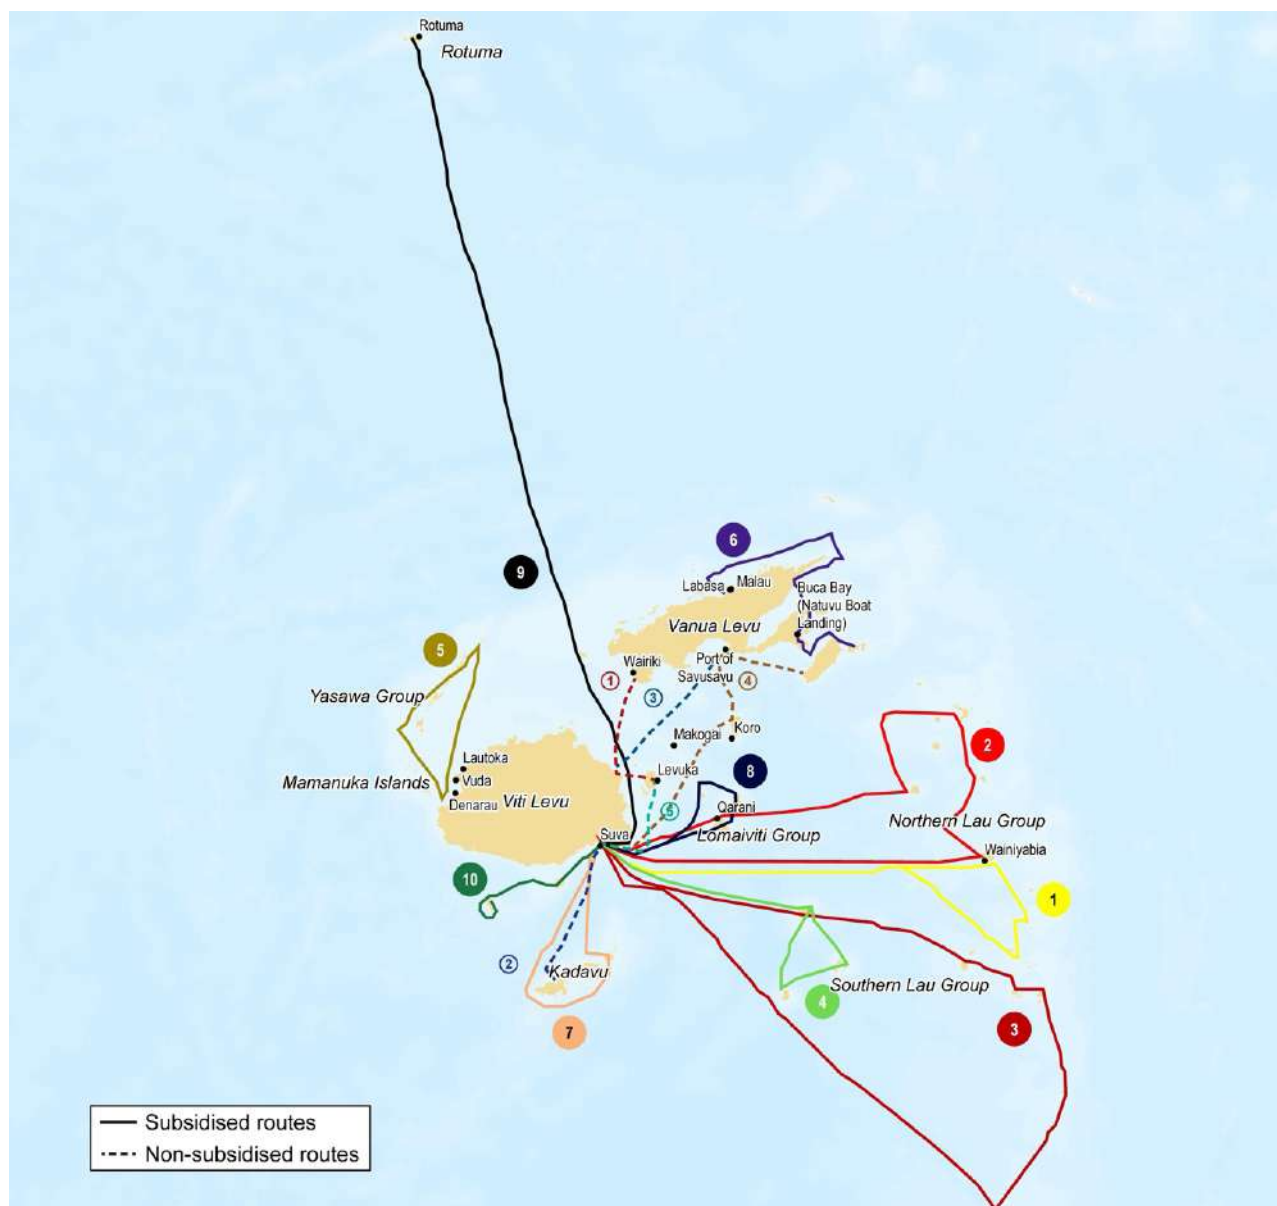 Rotuma
Rotuma
9
6
Labasa
Malau
Buca Bay
(Natuvu Boat
Landing)
Vanua Levu
5
Wairiki
Port of
Savusavu
1
3
4
Yasawa Group
Makogai
Koro
2
Lautoka
Mamanuka Islands
Vuda
Levuka
8
Denarau
Viti Levu
5
Qarani
Northern Lau Group
Suva
Lomaiviti Group
Wainiyabia
10
1
2
Kadavu
Southern Lau Group
4
7
3
Subsidised routes
Non-subsidised routes